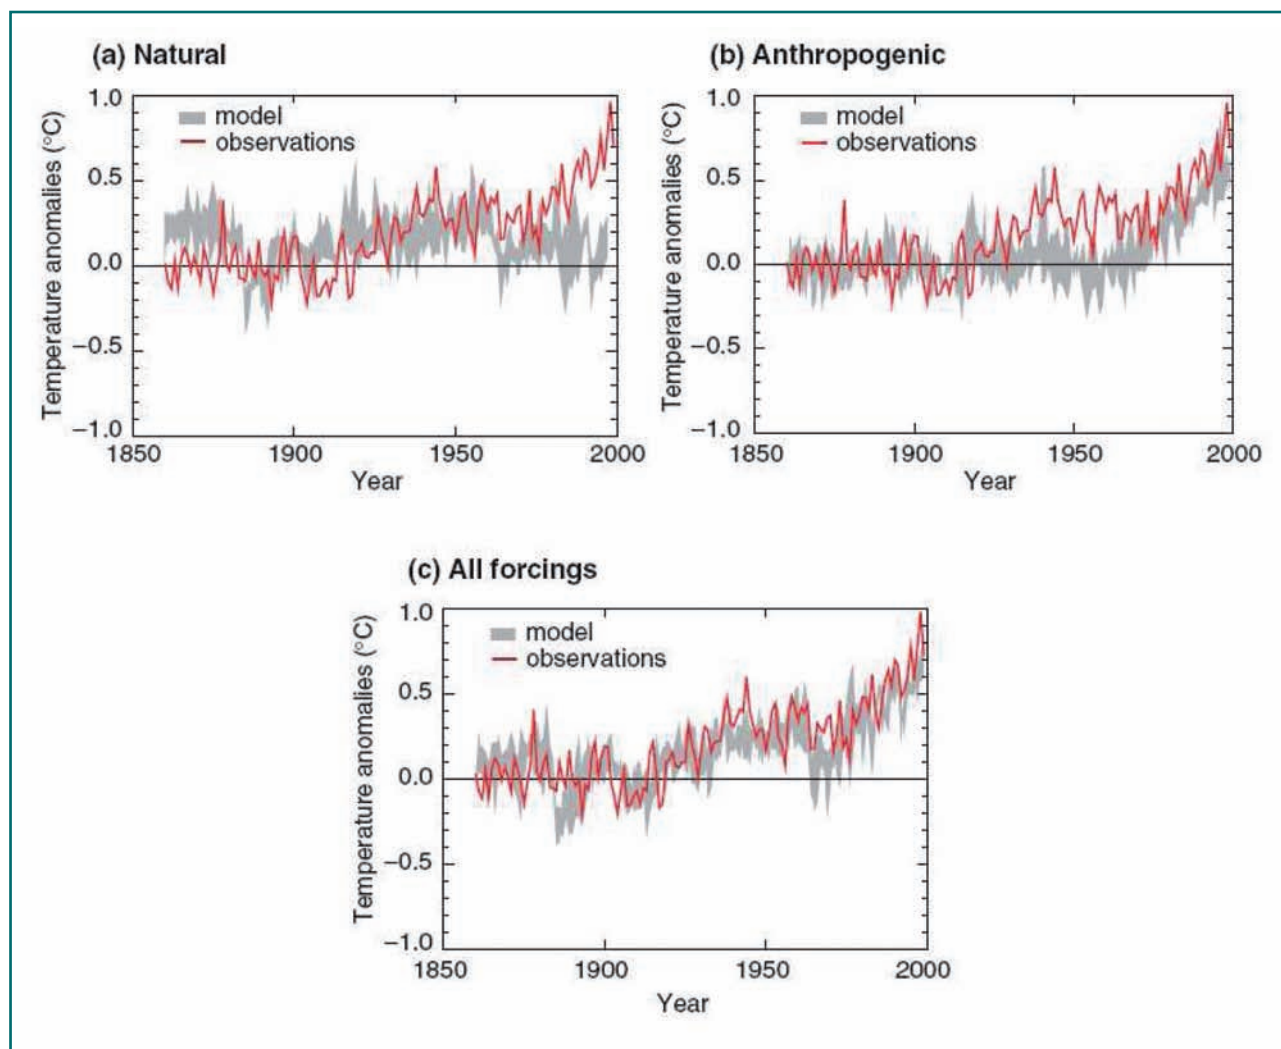 (a) Natural
Temperature anomalies (°C)
1.0
0.5
0.0
−0.5
−1.0
model
observations
1850
1900
1950
2000
Year
(b) Anthropogenic
Temperature anomalies (°C)
1.0
0.5
0.0
−0.5
−1.0
model
observations
1850
1900
1950
2000
Year
(c) All forcings
Temperature anomalies (°C)
1.0
0.5
0.0
−0.5
−1.0
model
observations
1850
1900
1950
2000
Year